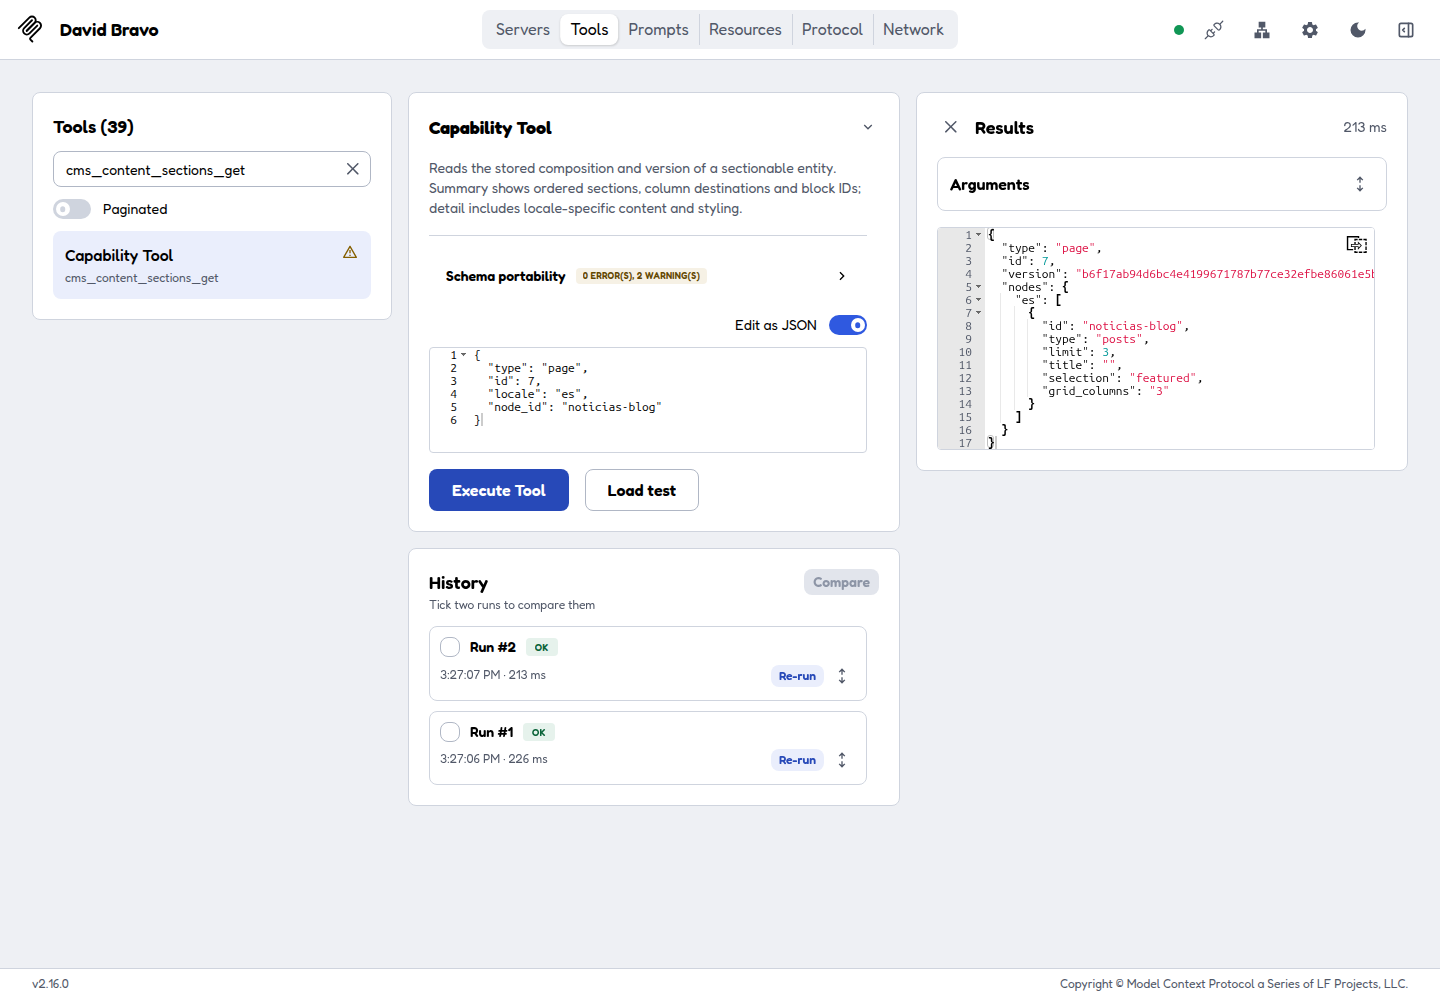 David Bravo
Servers
Tools
Prompts
Resources
Protocol
Network
Tools (39)
cms_content_sections_get
Paginated
Capability Tool
cms_content_sections_get
Capability Tool
Reads the stored composition and version of a sectionable entity.
Summary shows ordered sections, column destinations and block IDs;
detail includes locale-specific content and styling.
Schema portability
0 ERROR(S), 2 WARNING(S)
Edit as JSON
1 {
2 "type": "page",
3 "id": 7,
4 "locale": "es",
5 "node_id": "noticias-blog"
6 }
Execute Tool
Load test
History
Compare
Tick two runs to compare them
Run #2
OK
3:27:07 PM · 213 ms
Re-run
Run #1
OK
3:27:06 PM · 226 ms
Re-run
Results
213 ms
Arguments
1 {
2 "type": "page",
3 "id": 7,
4 "version": "b6f17ab94d6bc4e4199671787b77ce32efbe86061e5b
5 "nodes": {
6 "es": [
7 {
8 "id": "noticias-blog",
9 "type": "posts",
10 "limit": 3,
11 "title": "",
12 "selection": "featured",
13 "grid_columns": "3"
14 }
15 ]
16 }
17 }
v2.16.0
Copyright © Model Context Protocol a Series of LF Projects, LLC.